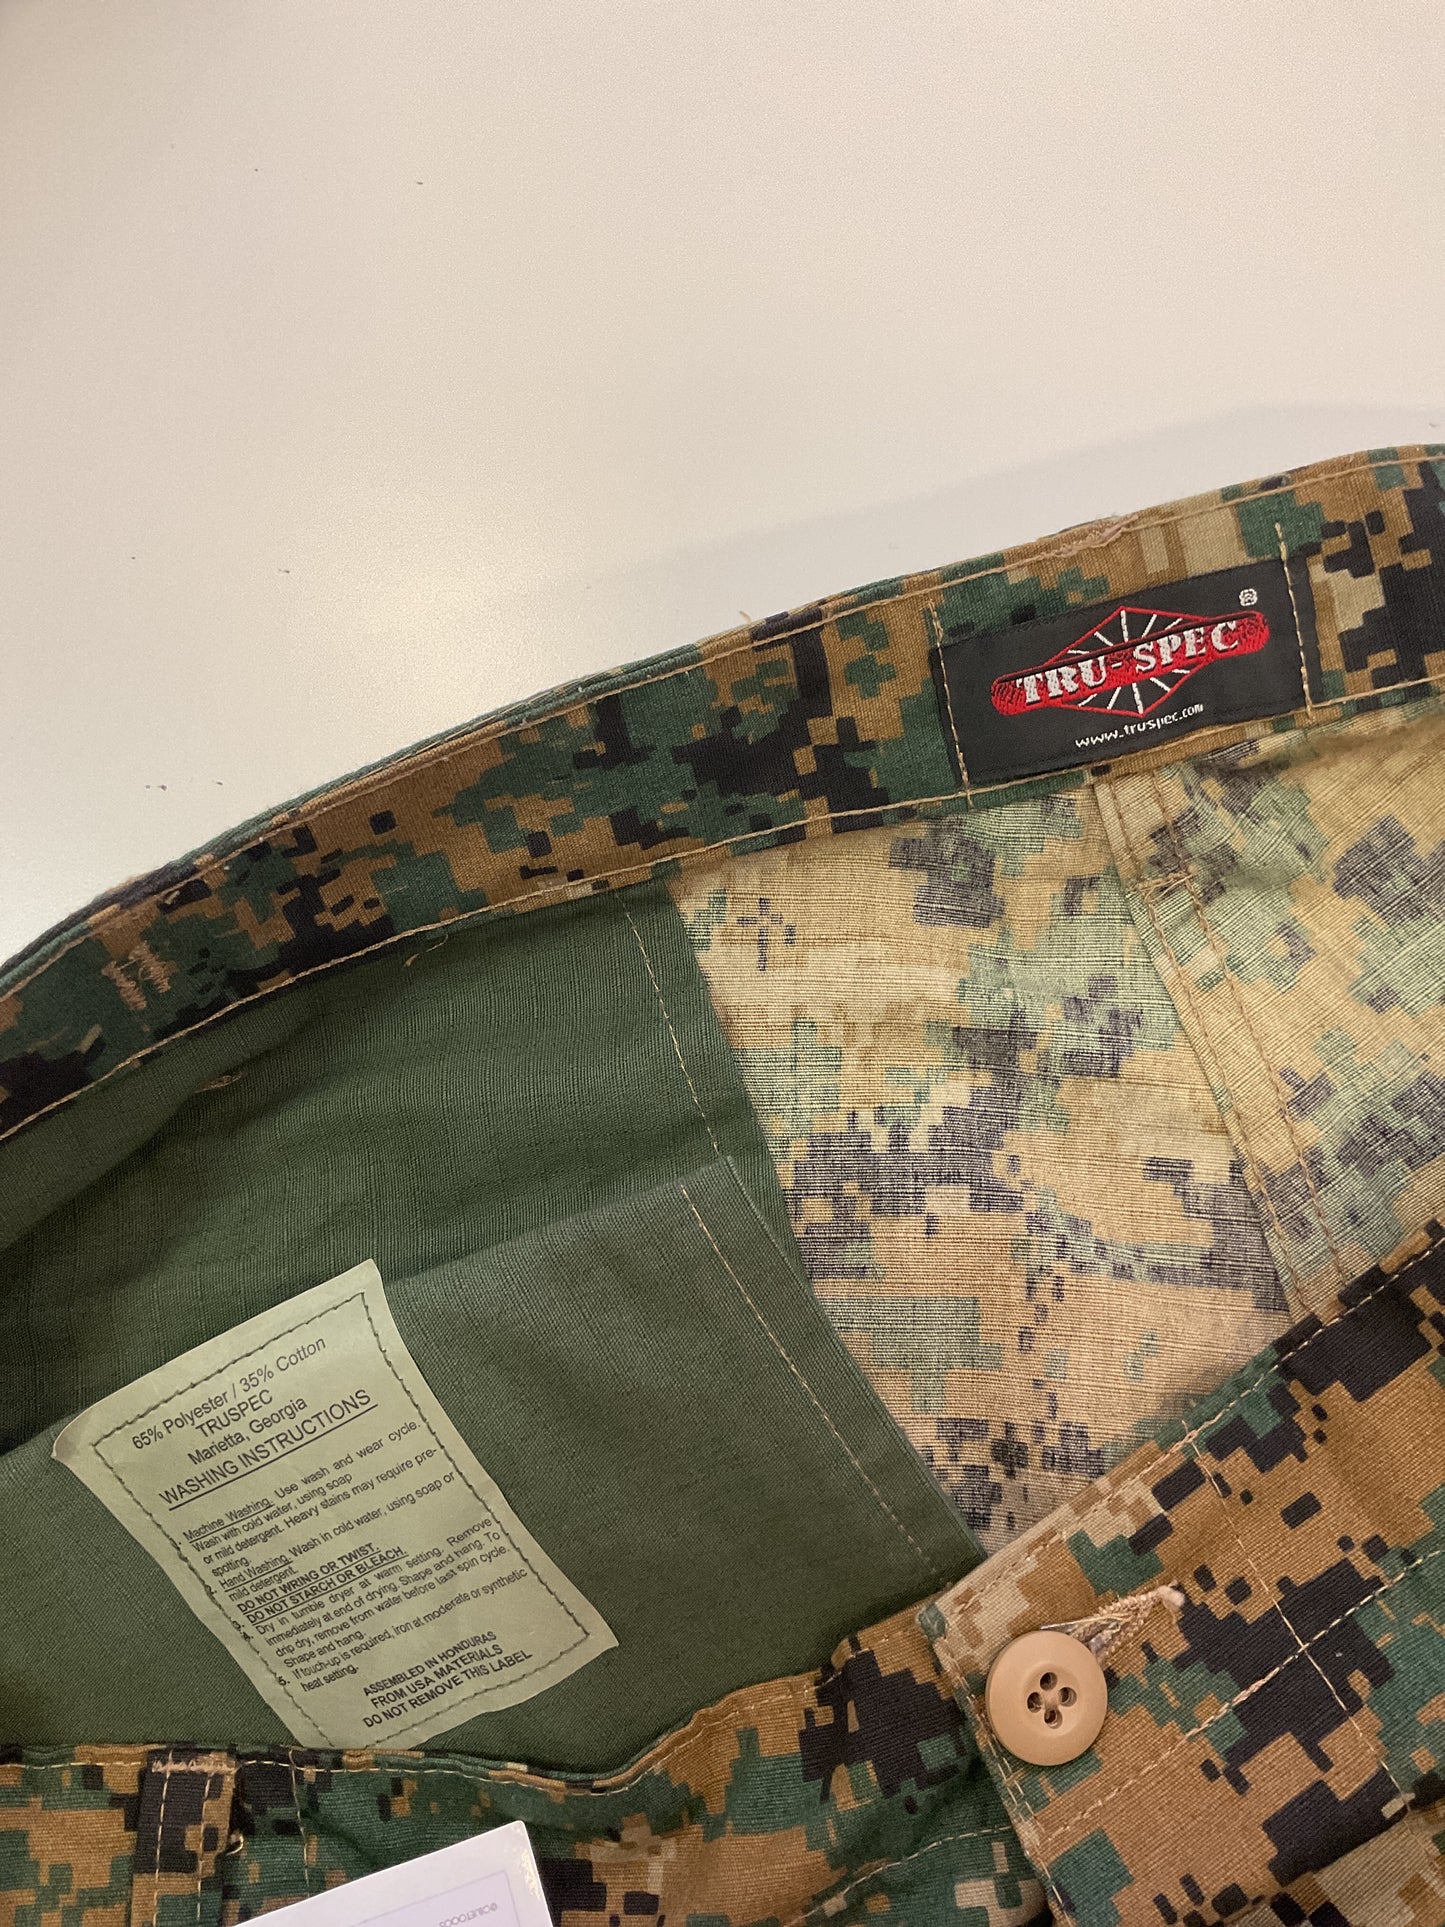 TRU-SPEC®
www.truspec.com
65% Polyester / 35% Cotton
TRUSPEC
Marietta, Georgia
WASHING INSTRUCTIONS
1. Machine Washing. Use wash and wear cycle.
Wash with cold water, using soap
or mild detergent. Heavy stains may require pre-
spotting.
2. Hand Washing. Wash in cold water, using soap or
mild detergent.
DO NOT WRING OR TWIST.
3. DO NOT STARCH OR BLEACH.
4. Dry in tumble dryer at warm setting. Remove
immediately at end of drying. Shape and hang. To
drip dry, remove from water before last spin cycle.
Shape and hang.
5. If touch-up is required, iron at moderate or synthetic
heat setting.
ASSEMBLED IN HONDURAS
FROM USA MATERIALS
DO NOT REMOVE THIS LABEL